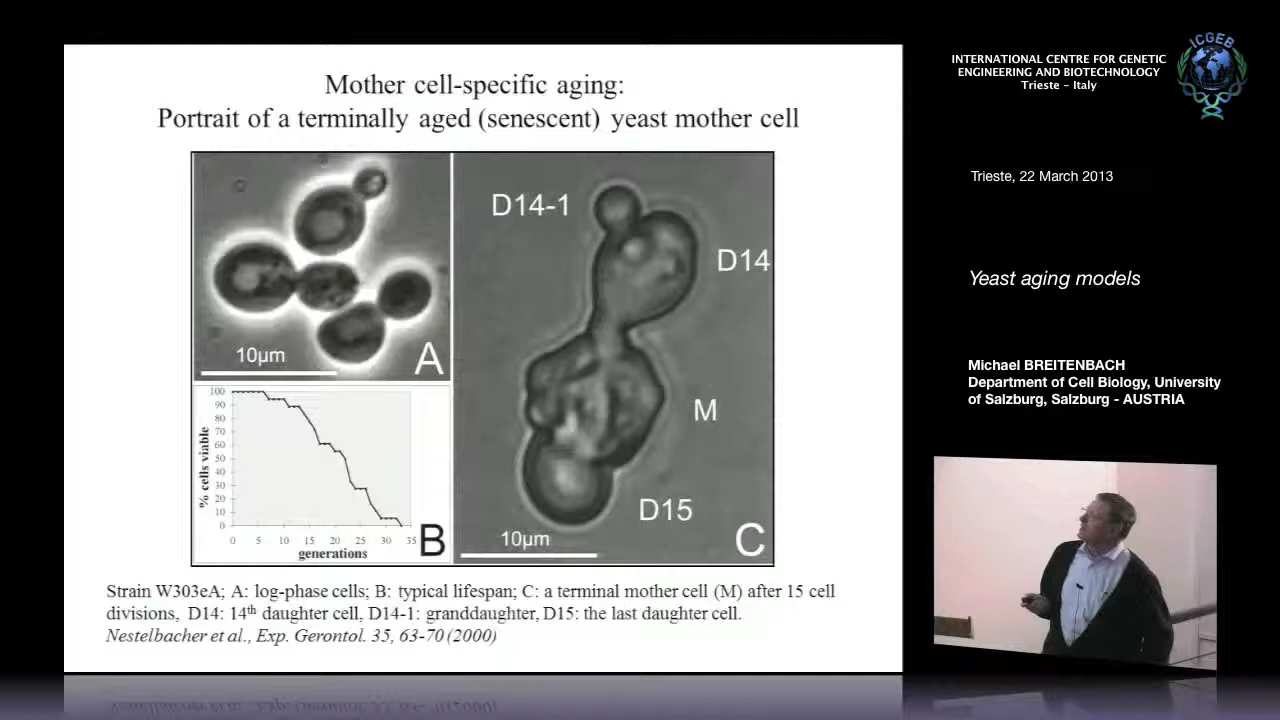 Mother cell-specific aging:
Portrait of a terminally aged (senescent) yeast mother cell
10µm
A
% cells viable
100
90
80
70
60
50
40
30
20
10
0
0 5 10 15 20 25 30 35
generations
B
D14-1
D14
M
D15
10µm
C
Strain W303eA; A: log-phase cells; B: typical lifespan; C: a terminal mother cell (M) after 15 cell
divisions, D14: 14th daughter cell, D14-1: granddaughter, D15: the last daughter cell.
Nestelbacher et al., Exp. Gerontol. 35, 63-70 (2000)
INTERNATIONAL CENTRE FOR GENETIC
ENGINEERING AND BIOTECHNOLOGY
Trieste - Italy
ICGEB
Trieste, 22 March 2013
Yeast aging models
Michael BREITENBACH
Department of Cell Biology, University
of Salzburg, Salzburg - AUSTRIA